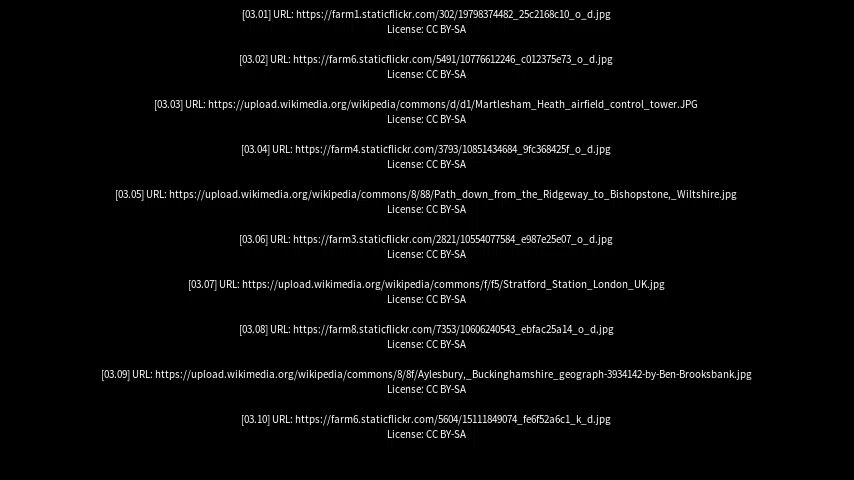 [03.01] URL: https://farm1.staticflickr.com/302/19798374482_25c2168c10_o_d.jpg
License: CC BY-SA
[03.02] URL: https://farm6.staticflickr.com/5491/10776612246_c012375e73_o_d.jpg
License: CC BY-SA
[03.03] URL: https://upload.wikimedia.org/wikipedia/commons/d/d1/Martlesham_Heath_airfield_control_tower.JPG
License: CC BY-SA
[03.04] URL: https://farm4.staticflickr.com/3793/10851434684_9fc368425f_o_d.jpg
License: CC BY-SA
[03.05] URL: https://upload.wikimedia.org/wikipedia/commons/8/88/Path_down_from_the_Ridgeway_to_Bishopstone,_Wiltshire.jpg
License: CC BY-SA
[03.06] URL: https://farm3.staticflickr.com/2821/10554077584_e987e25e07_o_d.jpg
License: CC BY-SA
[03.07] URL: https://upload.wikimedia.org/wikipedia/commons/f/f5/Stratford_Station_London_UK.jpg
License: CC BY-SA
[03.08] URL: https://farm8.staticflickr.com/7353/10606240543_ebfac25a14_o_d.jpg
License: CC BY-SA
[03.09] URL: https://upload.wikimedia.org/wikipedia/commons/8/8f/Aylesbury,_Buckinghamshire_geograph-3934142-by-Ben-Brooksbank.jpg
License: CC BY-SA
[03.10] URL: https://farm6.staticflickr.com/5604/15111849074_fe6f52a6c1_k_d.jpg
License: CC BY-SA